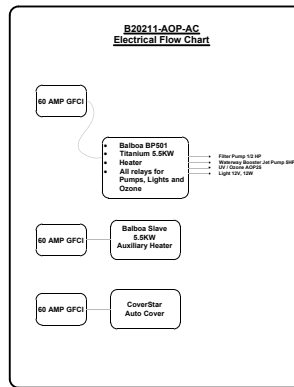 B20211-AOP-AC
Electrical Flow Chart
60 AMP GFCI
• Balboa BP501
• Titanium 5.5KW
• Heater
• All relays for
Pumps, Lights and
Ozone
Filter Pump 1/2 HP
Waterway Booster Jet Pump 5HP
UV / Ozone AOP25
Light 12V, 12W
60 AMP GFCI
Balboa Slave
5.5KW
Auxiliary Heater
60 AMP GFCI
CoverStar
Auto Cover